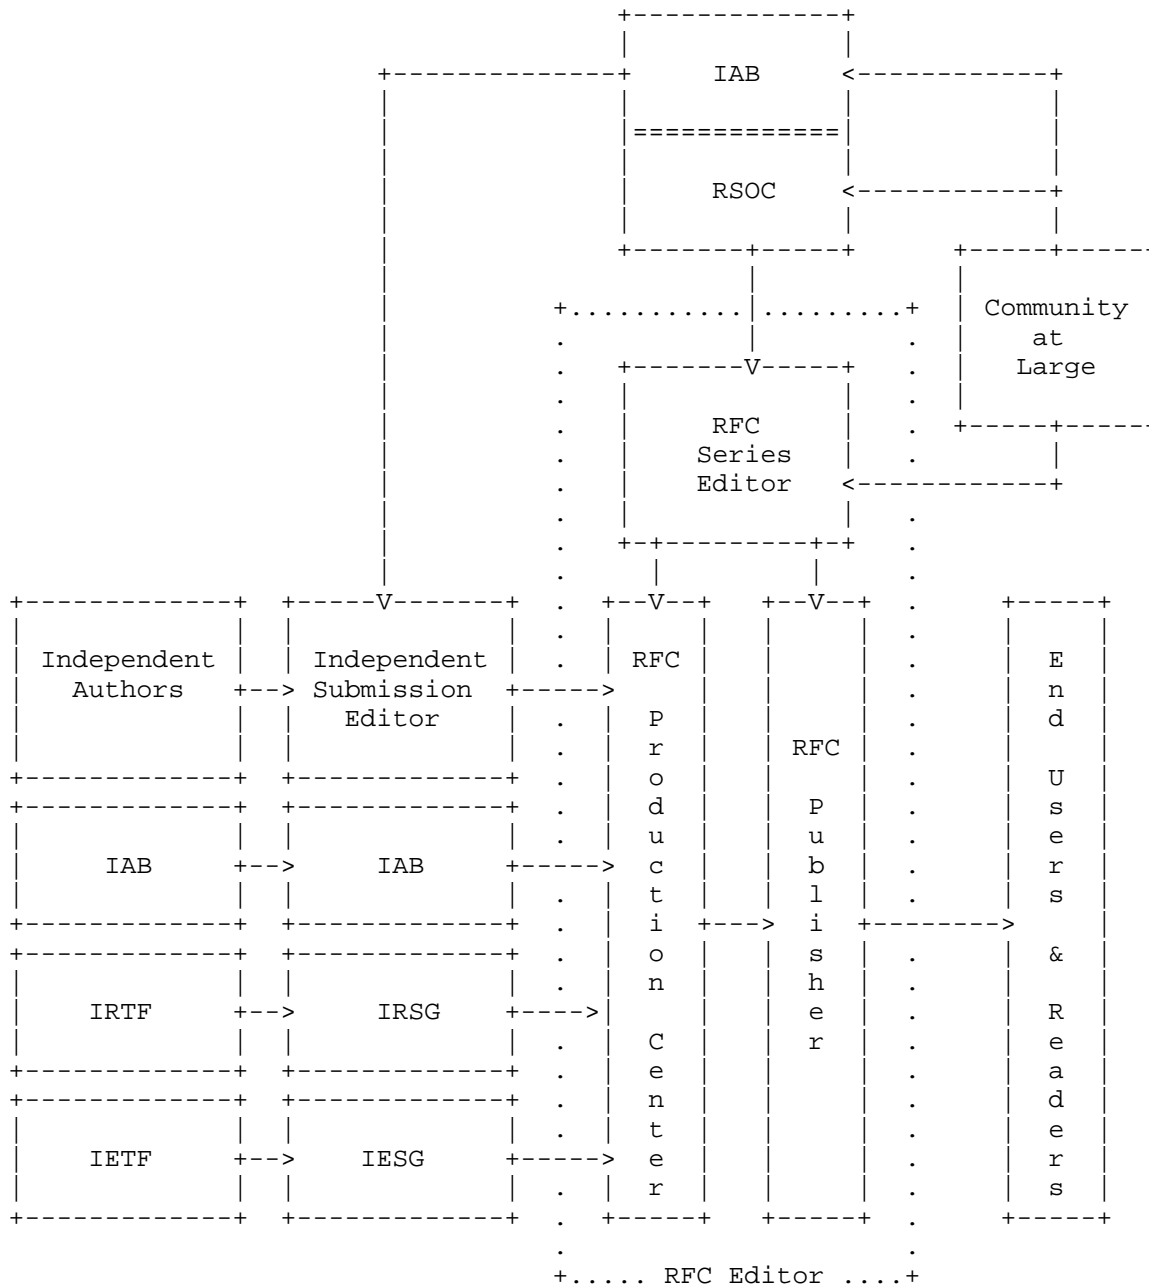 IAB
RSOC
Community
at
Large
RFC
Series
Editor
Independent
Authors
Independent
Submission
Editor
RFC
Production
Center
RFC
Publisher
End
Users
&
Readers
IAB
IAB
IRTF
IRSG
IETF
IESG
RFC Editor